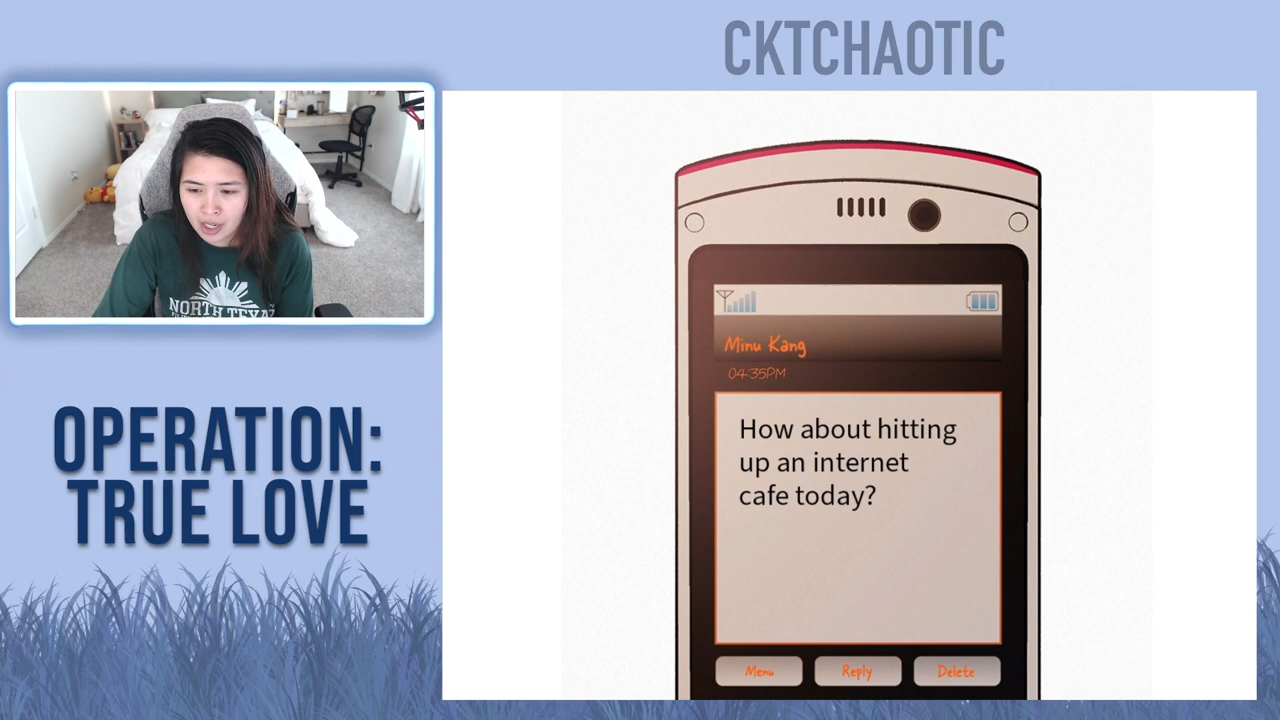 CKTCHAOTIC
NORTH TEXAS
OPERATION:
TRUE LOVE
Minu Kang
04:35PM
How about hitting
up an internet
cafe today?
Menu
Reply
Delete